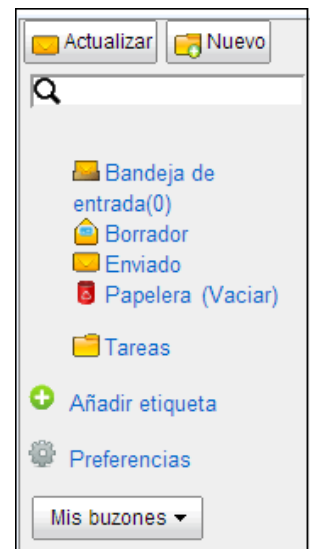 Actualizar Nuevo
Bandeja de
entrada(0)
Borrador
Enviado
Papelera (Vaciar)
Tareas
Añadir etiqueta
Preferencias
Mis buzones